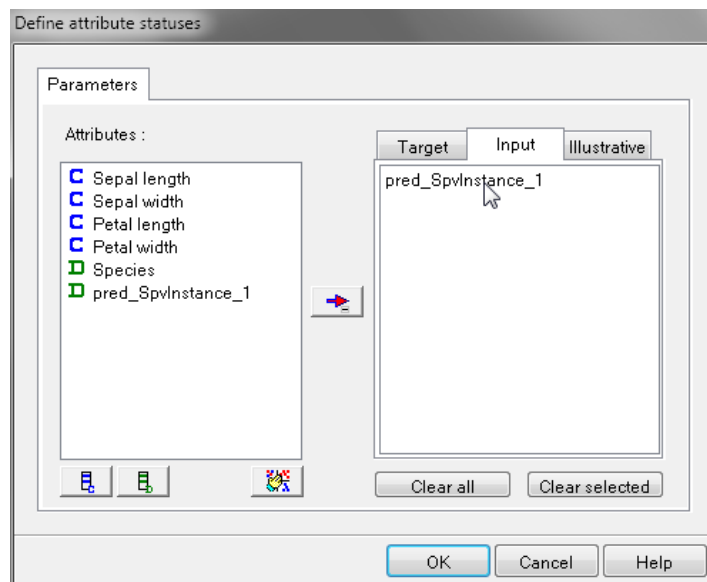 Define attribute statuses
Parameters
Attributes :
C Sepal length
C Sepal width
C Petal length
C Petal width
D Species
D pred_SpvInstance_1
Target Input Illustrative
pred_SpvInstance_1
Clear all Clear selected
OK Cancel Help